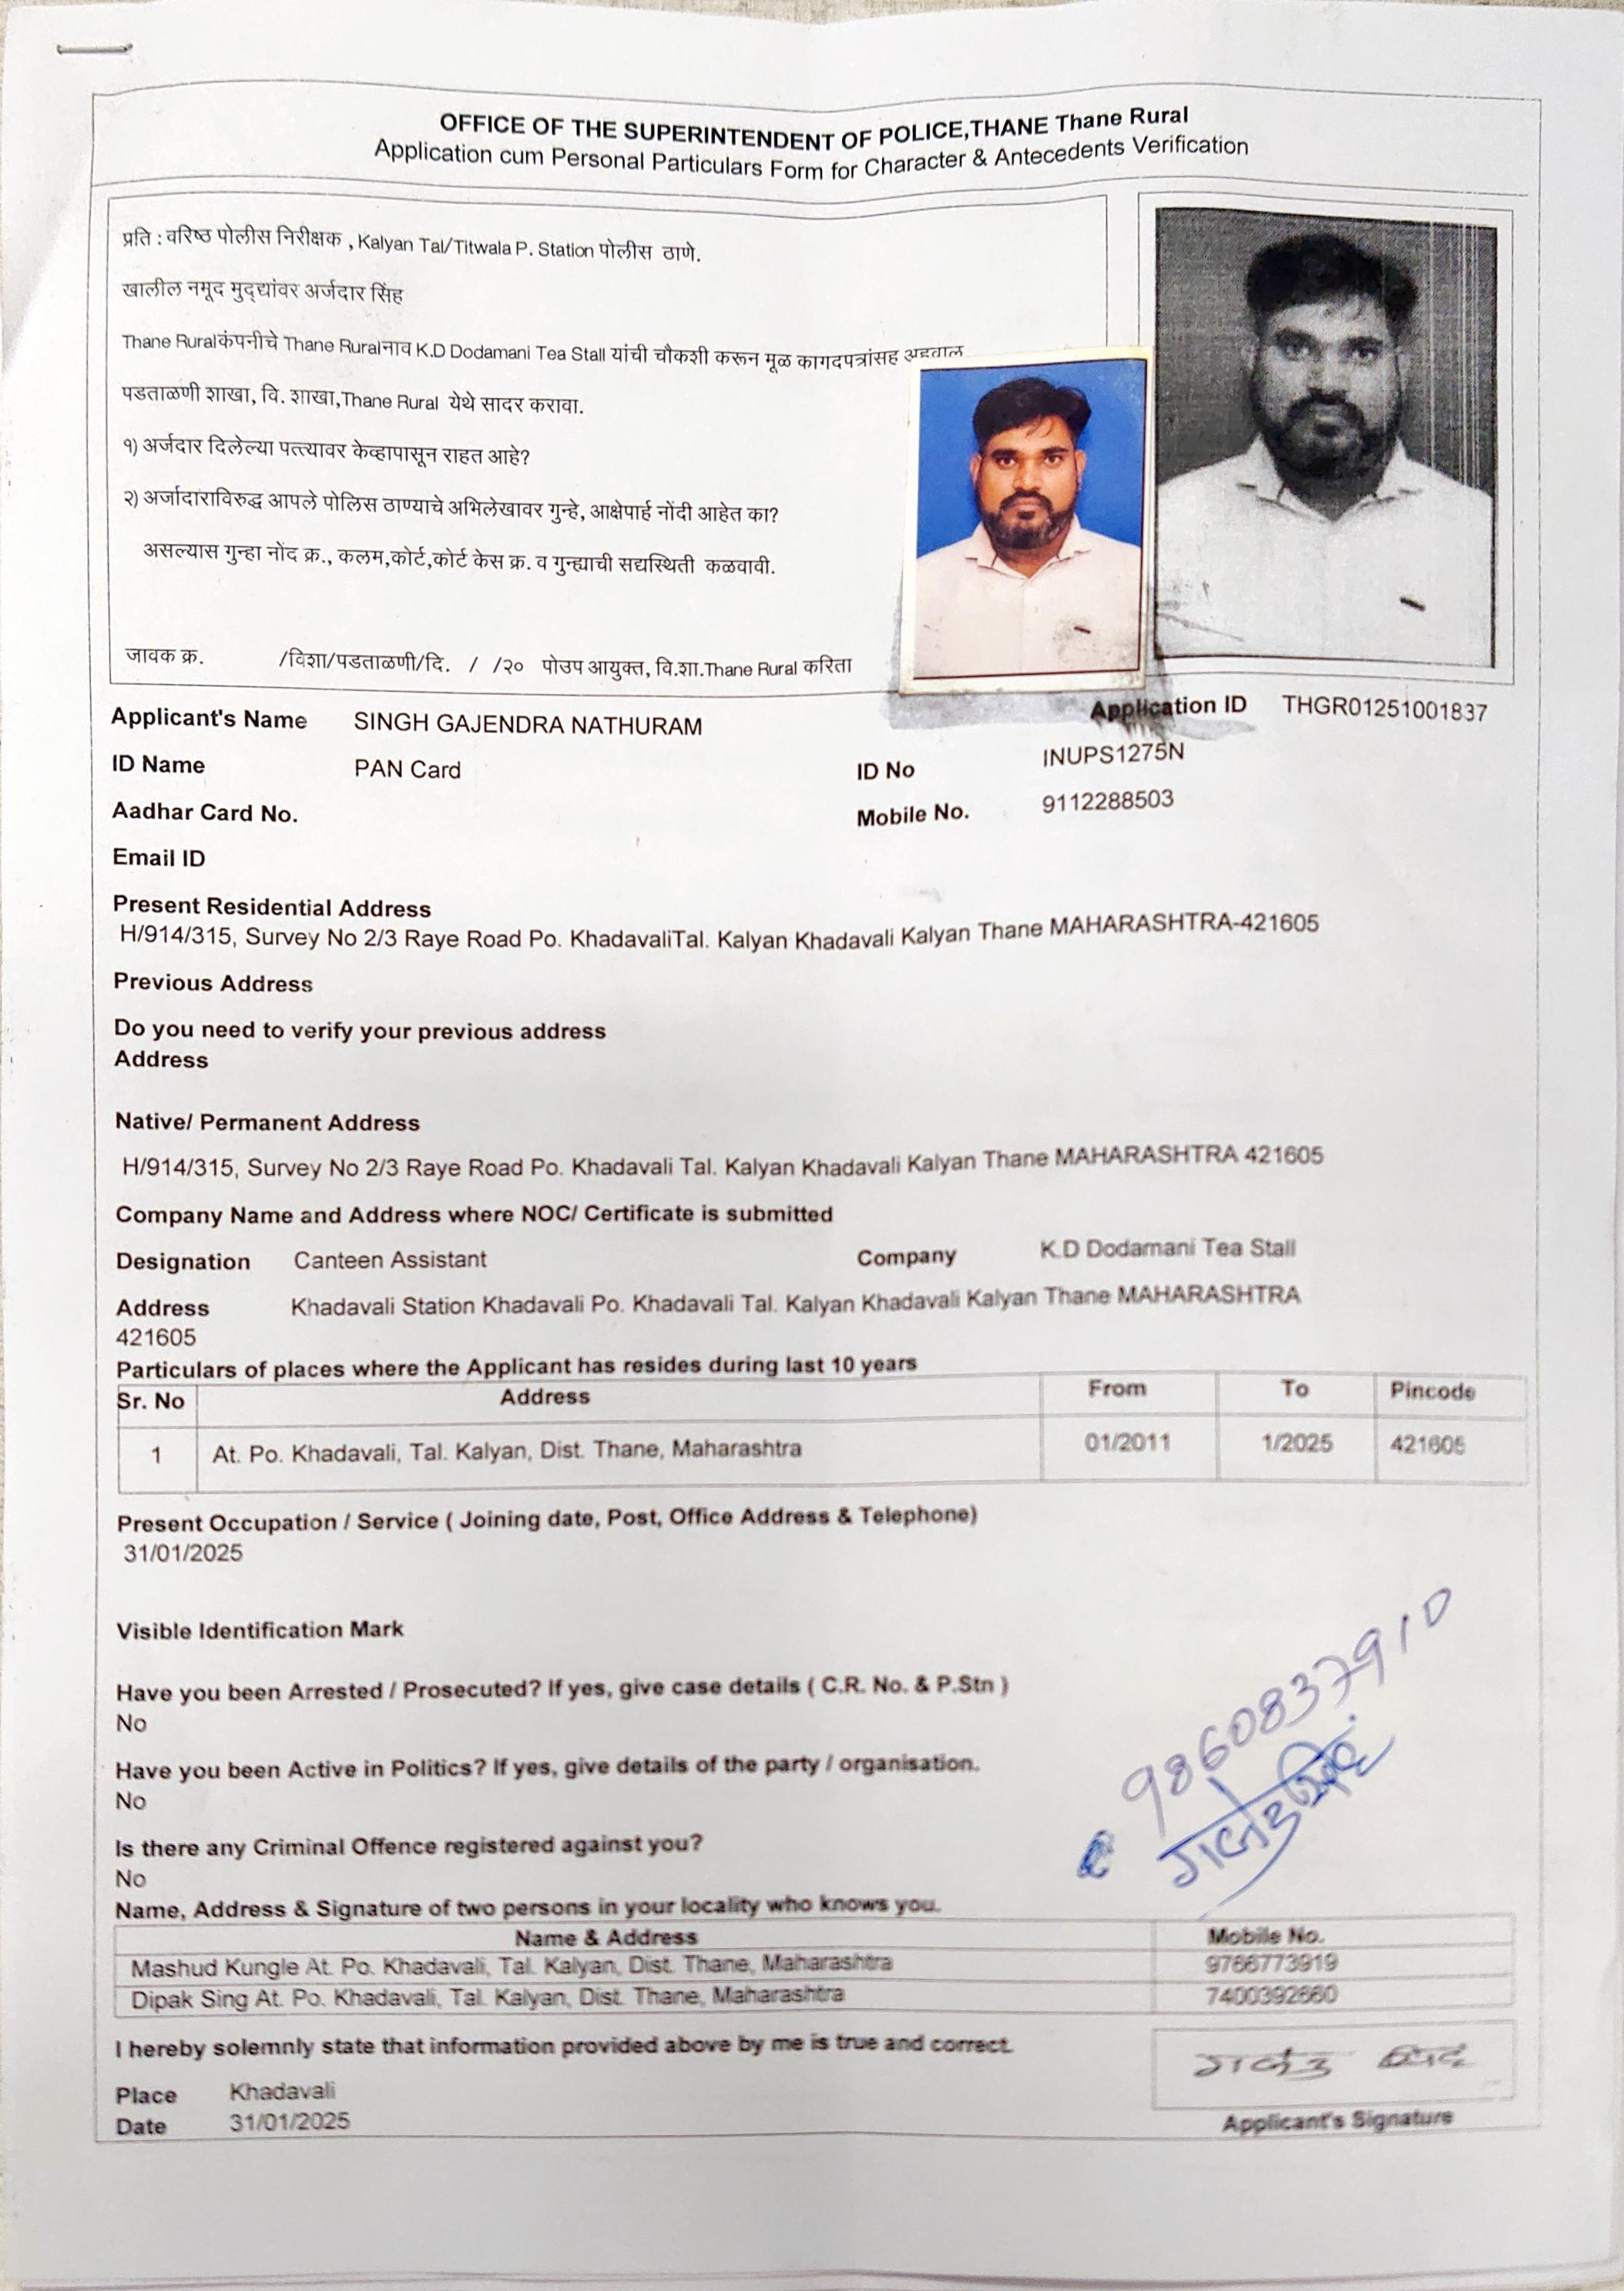 OFFICE OF THE SUPERINTENDENT OF POLICE,THANE Thane Rural
Application cum Personal Particulars Form for Character & Antecedents Verification
प्रति : वरिष्ठ पोलीस निरीक्षक , Kalyan Tal/Titwala P. Station पोलीस ठाणे.
खालील नमूद मुद्द्यांवर अर्जदार सिंह
Thane Ruralकंपनीचे Thane Ruralनाव K.D Dodamani Tea Stall यांची चौकशी करून मूळ कागदपत्रांसह अहवाल
पडताळणी शाखा, वि. शाखा,Thane Rural येथे सादर करावा.
१) अर्जदार दिलेल्या पत्त्यावर केव्हापासून राहत आहे?
२) अर्जादाराविरुद्ध आपले पोलिस ठाण्याचे अभिलेखावर गुन्हे, आक्षेपार्ह नोंदी आहेत का?
असल्यास गुन्हा नोंद क्र., कलम,कोर्ट,कोर्ट केस क्र. व गुन्ह्याची सद्यस्थिती कळवावी.
जावक क्र. /विशा/पडताळणी/दि. / /२० पोउप आयुक्त, वि.शा.Thane Rural करिता
Applicant's Name SINGH GAJENDRA NATHURAM Application ID THGR01251001837
ID Name PAN Card ID No INUPS1275N
Aadhar Card No. Mobile No. 9112288503
Email ID
Present Residential Address
H/914/315, Survey No 2/3 Raye Road Po. KhadavaliTal. Kalyan Khadavali Kalyan Thane MAHARASHTRA-421605
Previous Address
Do you need to verify your previous address
Address
Native/ Permanent Address
H/914/315, Survey No 2/3 Raye Road Po. Khadavali Tal. Kalyan Khadavali Kalyan Thane MAHARASHTRA 421605
Company Name and Address where NOC/ Certificate is submitted
Designation Canteen Assistant Company K.D Dodamani Tea Stall
Address Khadavali Station Khadavali Po. Khadavali Tal. Kalyan Khadavali Kalyan Thane MAHARASHTRA
421605
Particulars of places where the Applicant has resides during last 10 years
Sr. No Address From To Pincode
1 At. Po. Khadavali, Tal. Kalyan, Dist. Thane, Maharashtra 01/2011 1/2025 421605
Present Occupation / Service ( Joining date, Post, Office Address & Telephone)
31/01/2025
Visible Identification Mark
Have you been Arrested / Prosecuted? If yes, give case details ( C.R. No. & P.Stn )
No
Have you been Active in Politics? If yes, give details of the party / organisation.
No
9860837910
गजेंद्र सिंह
Is there any Criminal Offence registered against you?
No
Name, Address & Signature of two persons in your locality who knows you.
Name & Address Mobile No.
Mashud Kungle At. Po. Khadavali, Tal. Kalyan, Dist. Thane, Maharashtra 9766773919
Dipak Sing At. Po. Khadavali, Tal. Kalyan, Dist. Thane, Maharashtra 7400392660
I hereby solemnly state that information provided above by me is true and correct.
गजेंद्र सिंह
Place Khadavali
Date 31/01/2025
Applicant's Signature